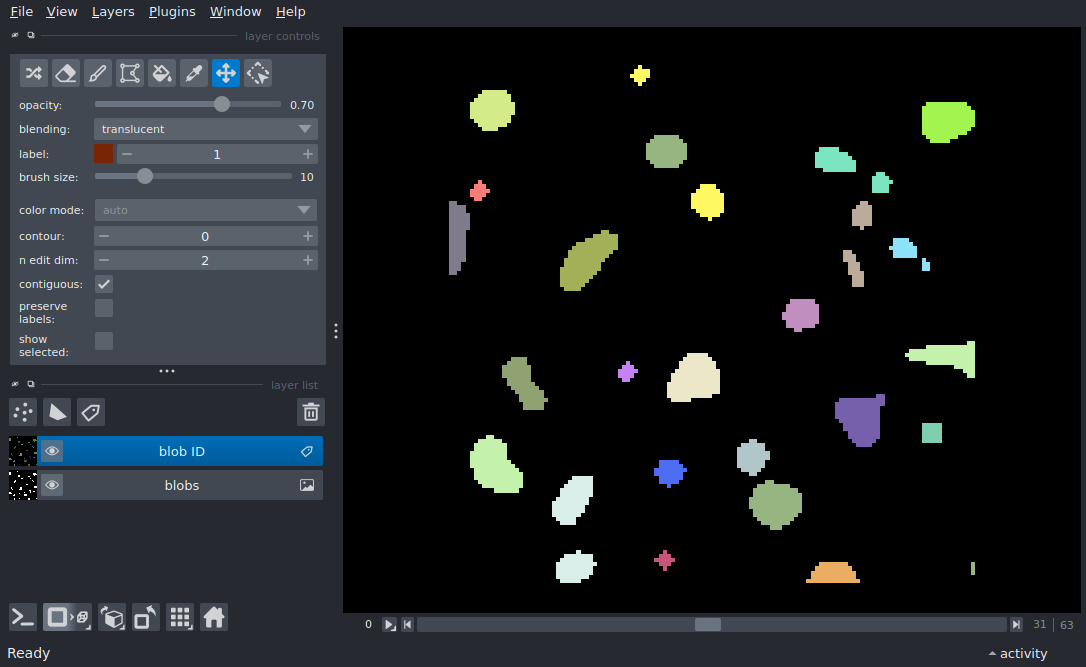 File View Layers Plugins Window Help
layer controls
opacity: 0.70
blending: translucent
label: 1
brush size: 10
color mode: auto
contour: 0
n edit dim: 2
contiguous:
preserve
labels:
show
selected:
layer list
blob ID
blobs
0 31 63
Ready activity